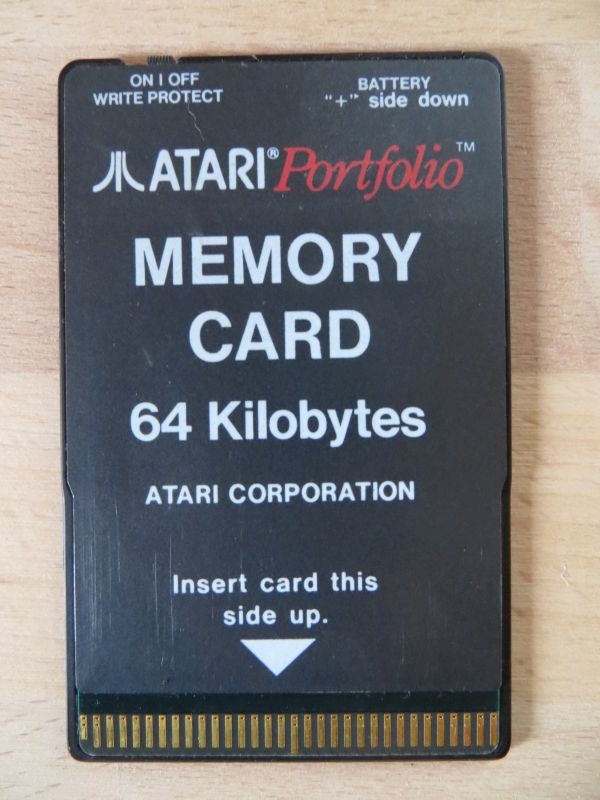 ON I OFF
WRITE PROTECT
BATTERY
"+" side down
ATARI® Portfolio™
MEMORY
CARD
64 Kilobytes
ATARI CORPORATION
Insert card this
side up.